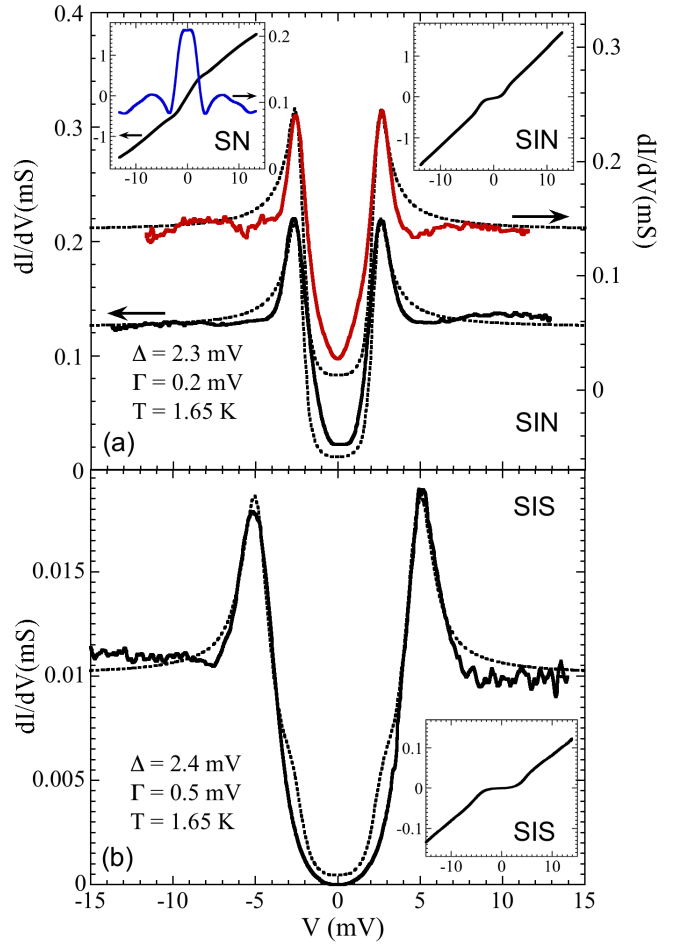 0.4
0.3
0.2
0.1
0
dI/dV(mS)
0.3
0.2
0.1
0
dI/dV(mS)
1
0
1
0.2
0.1
0
-10
0
10
SN
1
0
-1
-10
0
10
SIN
Δ = 2.3 mV
Γ = 0.2 mV
T = 1.65 K
(a)
SIN
0.015
0.01
0.005
0
dI/dV(mS)
SIS
Δ = 2.4 mV
Γ = 0.5 mV
T = 1.65 K
(b)
0.1
0
-0.1
-10
0
10
SIS
-15
-10
-5
0
5
10
15
V (mV)